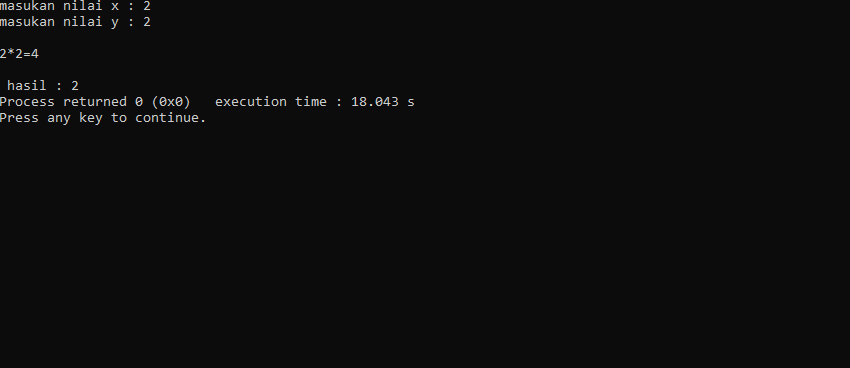 masukan nilai x : 2
masukan nilai y : 2
2*2=4
hasil : 2
Process returned 0 (0x0)   execution time : 18.043 s
Press any key to continue.